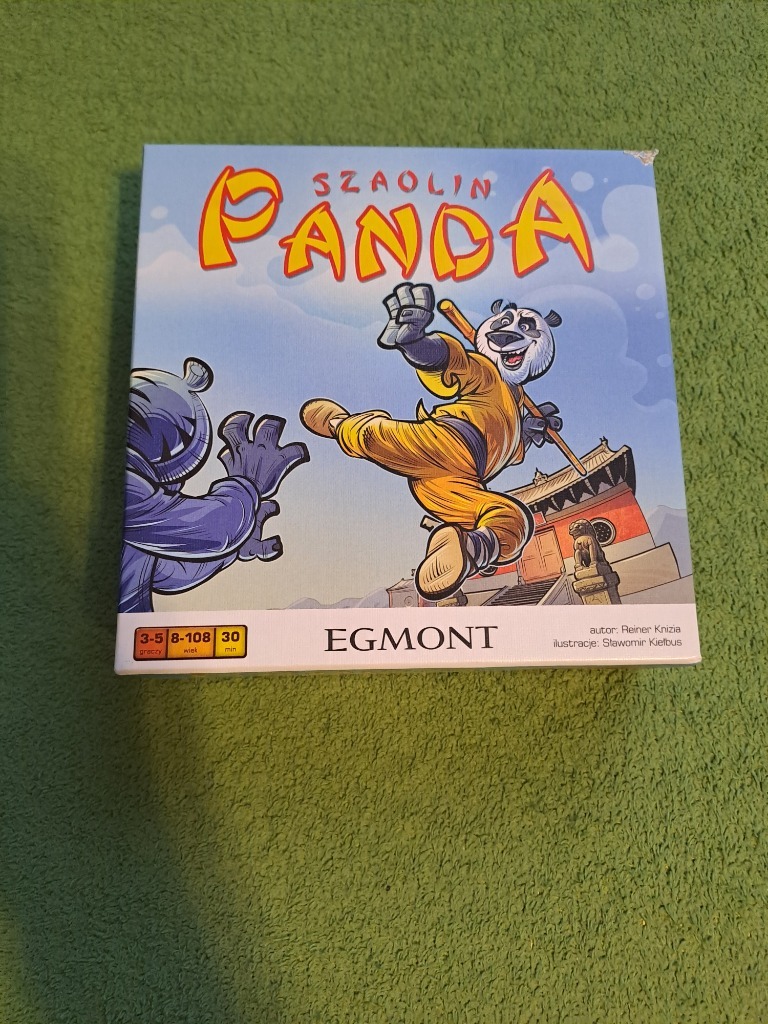 SZAOLIN
PANDA
3-5 8-108 30
graczy wiek min
EGMONT
autor: Reiner Knizia
ilustracje: Sławomir Kiełbus